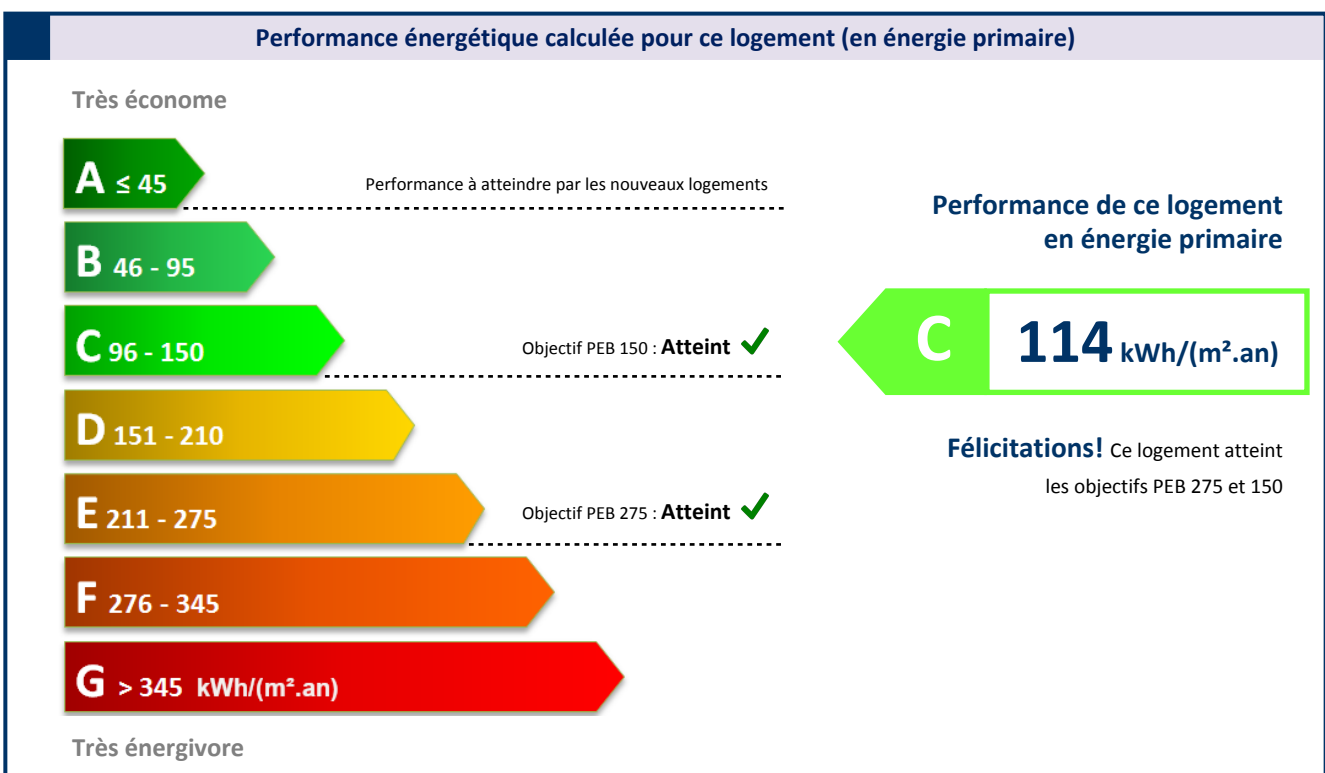 Performance énergétique calculée pour ce logement (en énergie primaire)
Très économe
A ≤ 45
Performance à atteindre par les nouveaux logements
B 46 - 95
C 96 - 150
Objectif PEB 150 : Atteint
D 151 - 210
E 211 - 275
Objectif PEB 275 : Atteint
F 276 - 345
G > 345 kWh/(m².an)
Très énergivore
Performance de ce logement
en énergie primaire
C 114 kWh/(m².an)
Félicitations! Ce logement atteint
les objectifs PEB 275 et 150